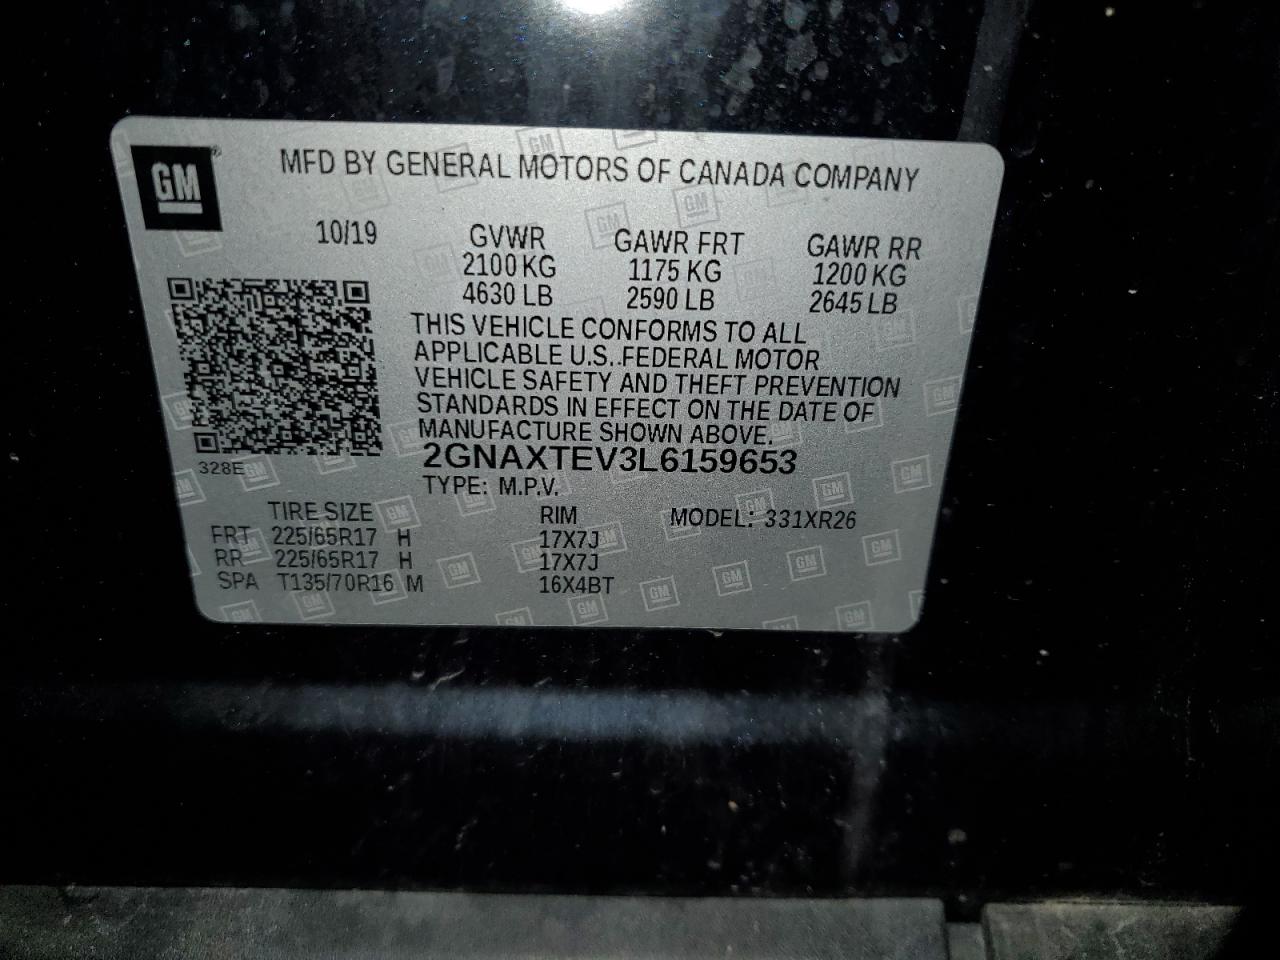 GM ®
MFD BY GENERAL MOTORS OF CANADA COMPANY
10/19 GVWR GAWR FRT GAWR RR
2100 KG 1175 KG 1200 KG
4630 LB 2590 LB 2645 LB
THIS VEHICLE CONFORMS TO ALL
APPLICABLE U.S..FEDERAL MOTOR
VEHICLE SAFETY AND THEFT PREVENTION
STANDARDS IN EFFECT ON THE DATE OF
MANUFACTURE SHOWN ABOVE.
2GNAXTEV3L6159653
328E
TYPE: M.P.V.
TIRE SIZE RIM MODEL: 331XR26
FRT 225/65R17 H 17X7J
RR 225/65R17 H 17X7J
SPA T135/70R16 M 16X4BT